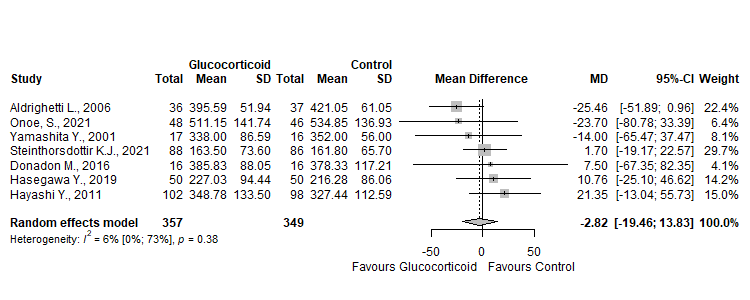 Glucocorticoid Control
Study Total Mean SD Total Mean SD Mean Difference MD 95%-CI Weight
Aldrighetti L., 2006 36 395.59 51.94 37 421.05 61.05 -25.46 [-51.89; 0.96] 22.4%
Onoe, S., 2021 48 511.15 141.74 46 534.85 136.93 -23.70 [-80.78; 33.39] 6.4%
Yamashita Y., 2001 17 338.00 86.59 16 352.00 56.00 -14.00 [-65.47; 37.47] 7.8%
Steinthorsdottir K.J., 2021 88 163.50 73.60 86 161.80 65.70 1.70 [-19.17; 22.57] 29.7%
Donadon M., 2016 16 385.83 88.05 16 378.33 117.21 7.50 [-67.35; 82.35] 4.2%
Hasegawa Y., 2019 50 227.03 94.44 50 216.28 86.06 10.76 [-25.10; 46.62] 14.3%
Hayashi Y., 2011 102 348.78 133.50 98 327.44 112.59 21.35 [-13.04; 55.73] 15.0%
Random effects model 357 349 -2.82 [-19.46; 13.83] 100.0%
Heterogeneity: I² = 6% [0%; 73%], p = 0.38
-50 0 50
Favours Glucocorticoid Favours Control